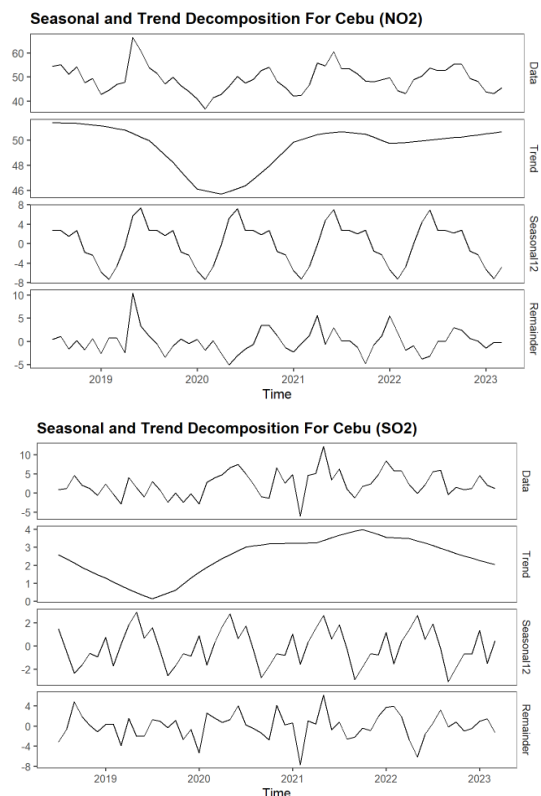 Seasonal and Trend Decomposition For Cebu (NO2)
60
50
40
Data
50
48
46
Trend
8
4
0
-4
-8
Seasonal12
10
5
0
-5
Remainder
2019 2020 2021 2022 2023
Time
Seasonal and Trend Decomposition For Cebu (SO2)
10
5
0
-5
Data
4
3
2
1
0
Trend
2
0
-2
Seasonal12
4
0
-4
-8
Remainder
2019 2020 2021 2022 2023
Time